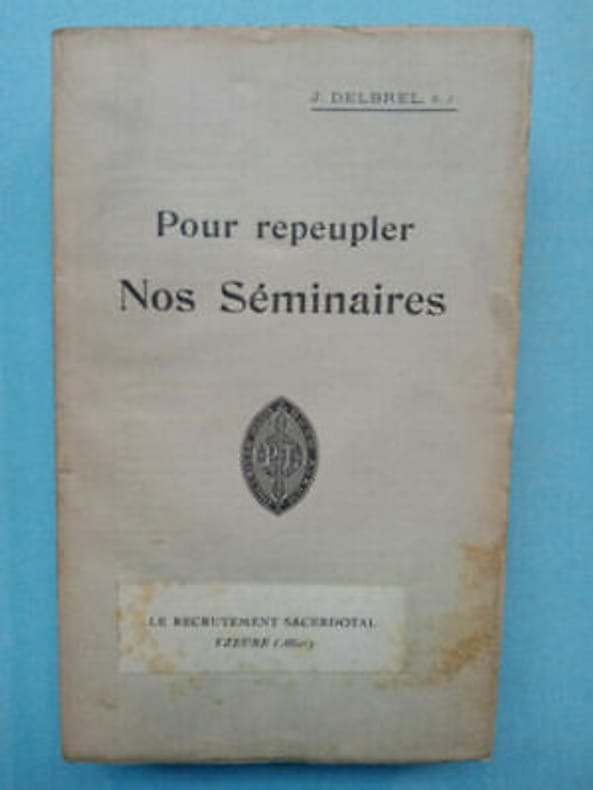 J. DELBREL, S. J.
Pour repeupler
Nos Séminaires
LE RECRUTEMENT SACERDOTAL
YZEURE (Allier)